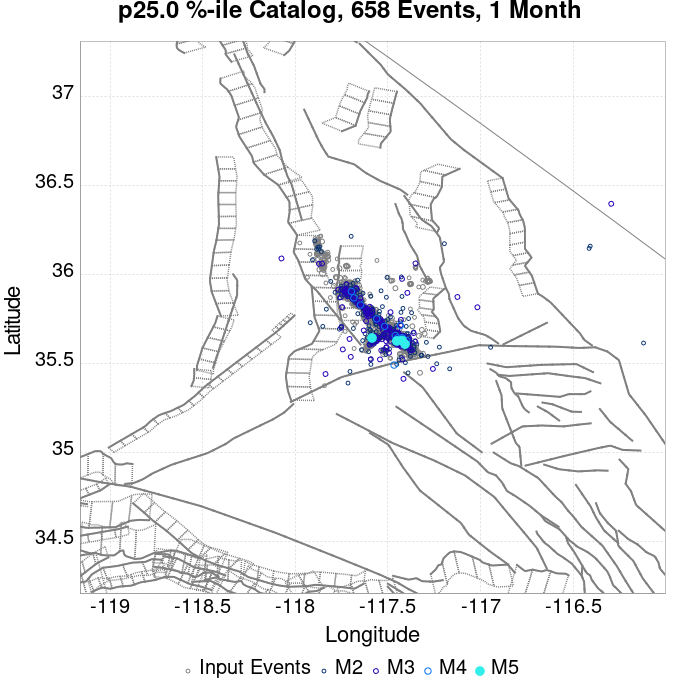 p25.0 %-ile Catalog, 658 Events, 1 Month
37
36.5
36
35.5
35
34.5
Latitude
-119 -118.5 -118 -117.5 -117 -116.5
Longitude
Input Events M2 M3 M4 M5